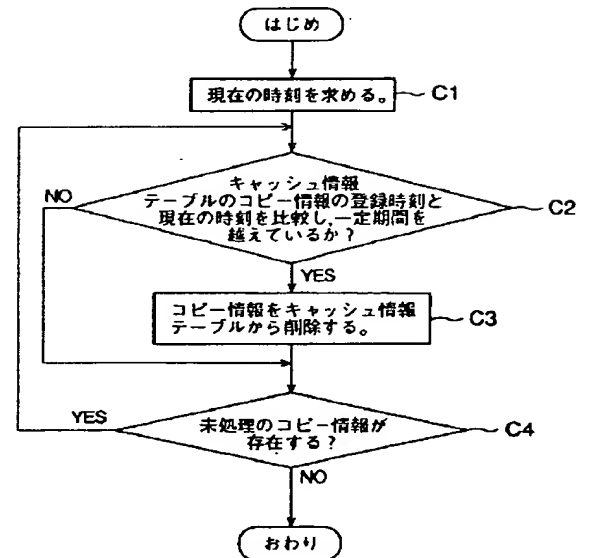 はじめ
現在の時刻を求める。
C1
キャッシュ情報
テーブルのコピー情報の登録時刻と
現在の時刻を比較し,一定期間を
越えているか?
NO
C2
YES
コピー情報をキャッシュ情報
テーブルから削除する。
C3
YES
未処理のコピー情報が
存在する?
C4
NO
おわり